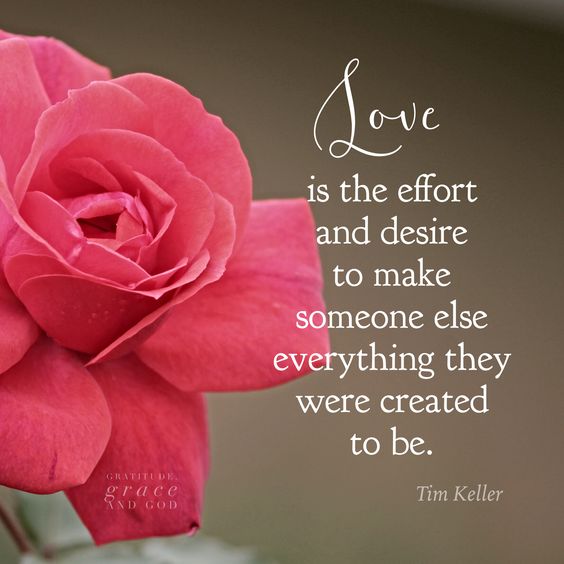 Love
is the effort
and desire
to make
someone else
everything they
were created
to be.
Tim Keller
GRATITUDE,
grace
AND GOD